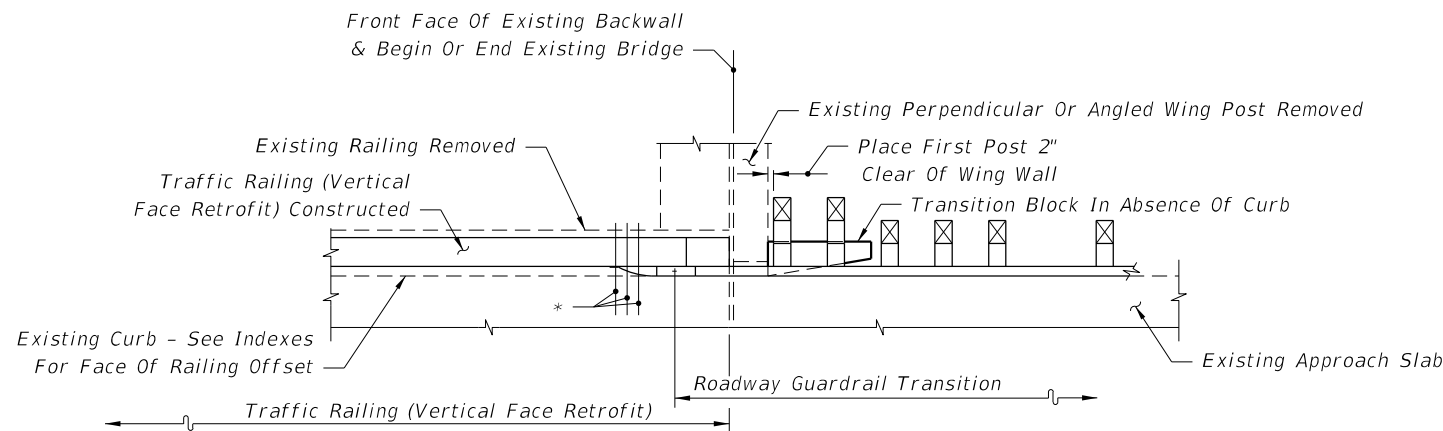 Front Face Of Existing Backwall
& Begin Or End Existing Bridge
Existing Perpendicular Or Angled Wing Post Removed
Existing Railing Removed
Place First Post 2"
Clear Of Wing Wall
Traffic Railing (Vertical
Face Retrofit) Constructed
Transition Block In Absence Of Curb
*
Existing Curb - See Indexes
For Face Of Railing Offset
Existing Approach Slab
Roadway Guardrail Transition
Traffic Railing (Vertical Face Retrofit)